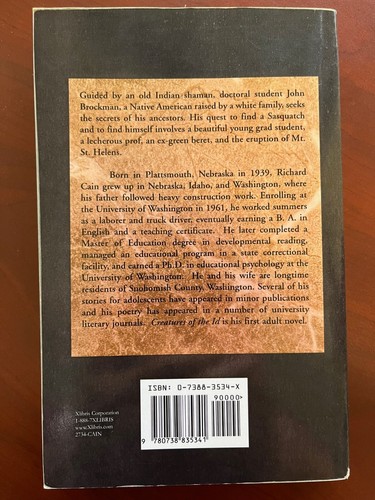 Guided by an old Indian shaman, doctoral student John
Brockman, a Native American raised by a white family, seeks
the secrets of his ancestors. His quest to find a Sasquatch
and to find himself involves a beautiful young grad student,
a lecherous prof, an ex-green beret, and the eruption of Mt.
St. Helens.
Born in Plattsmouth, Nebraska in 1939, Richard
Cain grew up in Nebraska, Idaho, and Washington, where
his father followed heavy construction work. Enrolling at
the University of Washington in 1961, he worked summers
as a laborer and truck driver, eventually earning a B. A. in
English and a teaching certificate. He later completed a
Master of Education degree in developmental reading,
managed an educational program in a state correctional
facility, and earned a Ph.D. in educational psychology at the
University of Washington. He and his wife are longtime
residents of Snohomish County, Washington. Several of his
stories for adolescents have appeared in minor publications
and his poetry has appeared in a number of university
literary journals. Creatures of the Id is his first adult novel.
ISBN: 0-7388-3534-X
90000>
Xlibris Corporation
1-888-7XLIBRIS
www.Xlibris.com
2734-CAIN
9 780738 835341